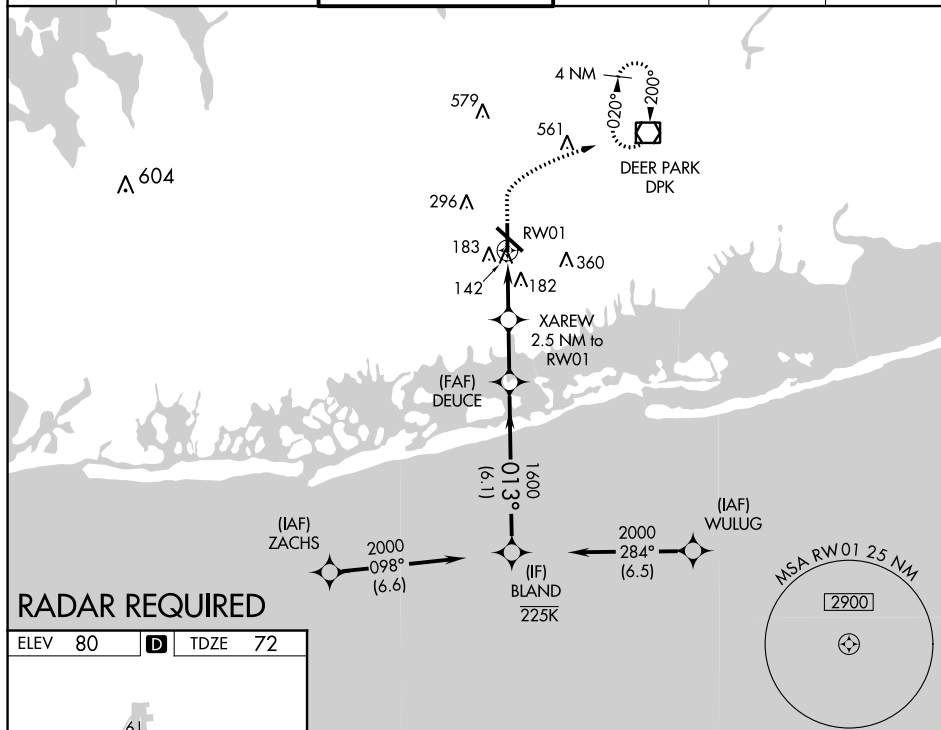 4 NM
020°
200°
579
561
DEER PARK
DPK
604
296
RW01
183
360
142
182
XAREW
2.5 NM to
RW01
(FAF)
DEUCE
1600
013°
(6.1)
(IAF)
ZACHS
2000
098°
(6.6)
(IF)
BLAND
225K
2000
284°
(6.5)
(IAF)
WULUG
MSA RW01 25 NM
2900
RADAR REQUIRED
ELEV 80 D TDZE 72
61